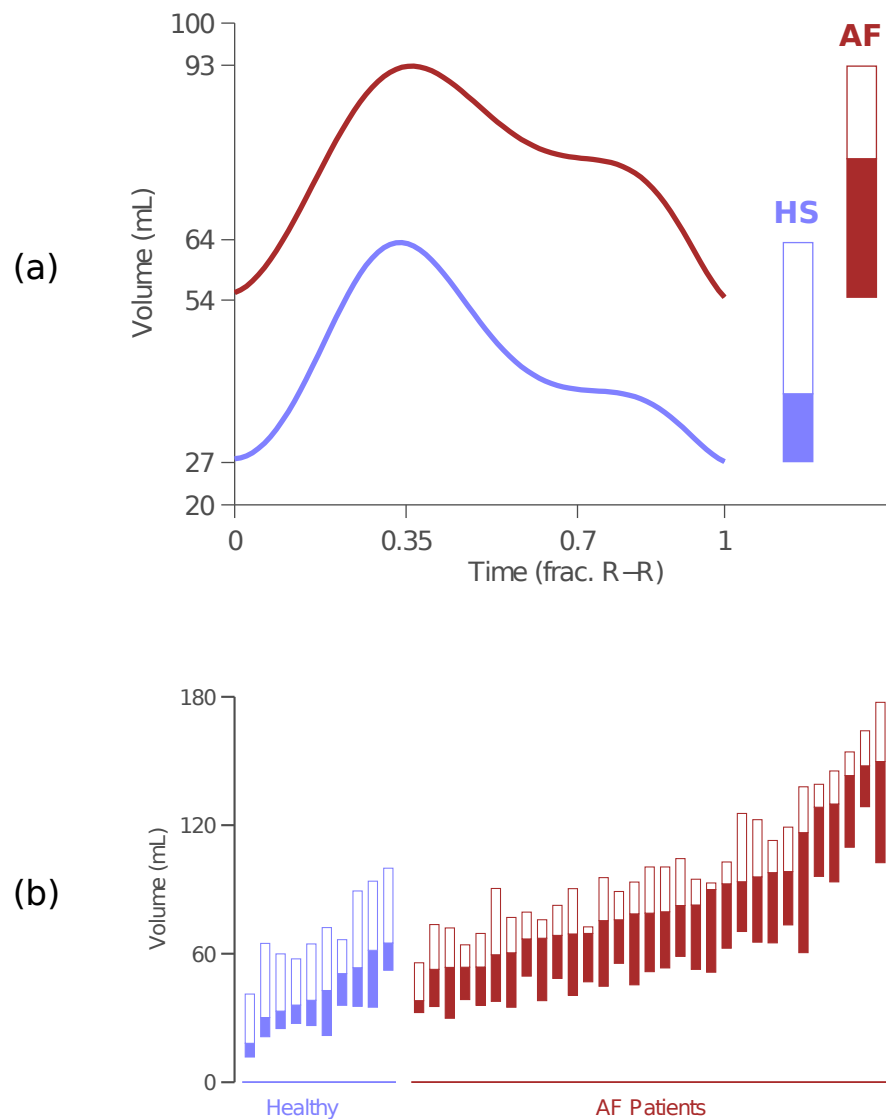 100
93
AF
HS
64
54
27
20
Volume (mL)
(a)
0 0.35 0.7 1
Time (frac. R–R)
180
120
60
0
Volume (mL)
(b)
Healthy AF Patients